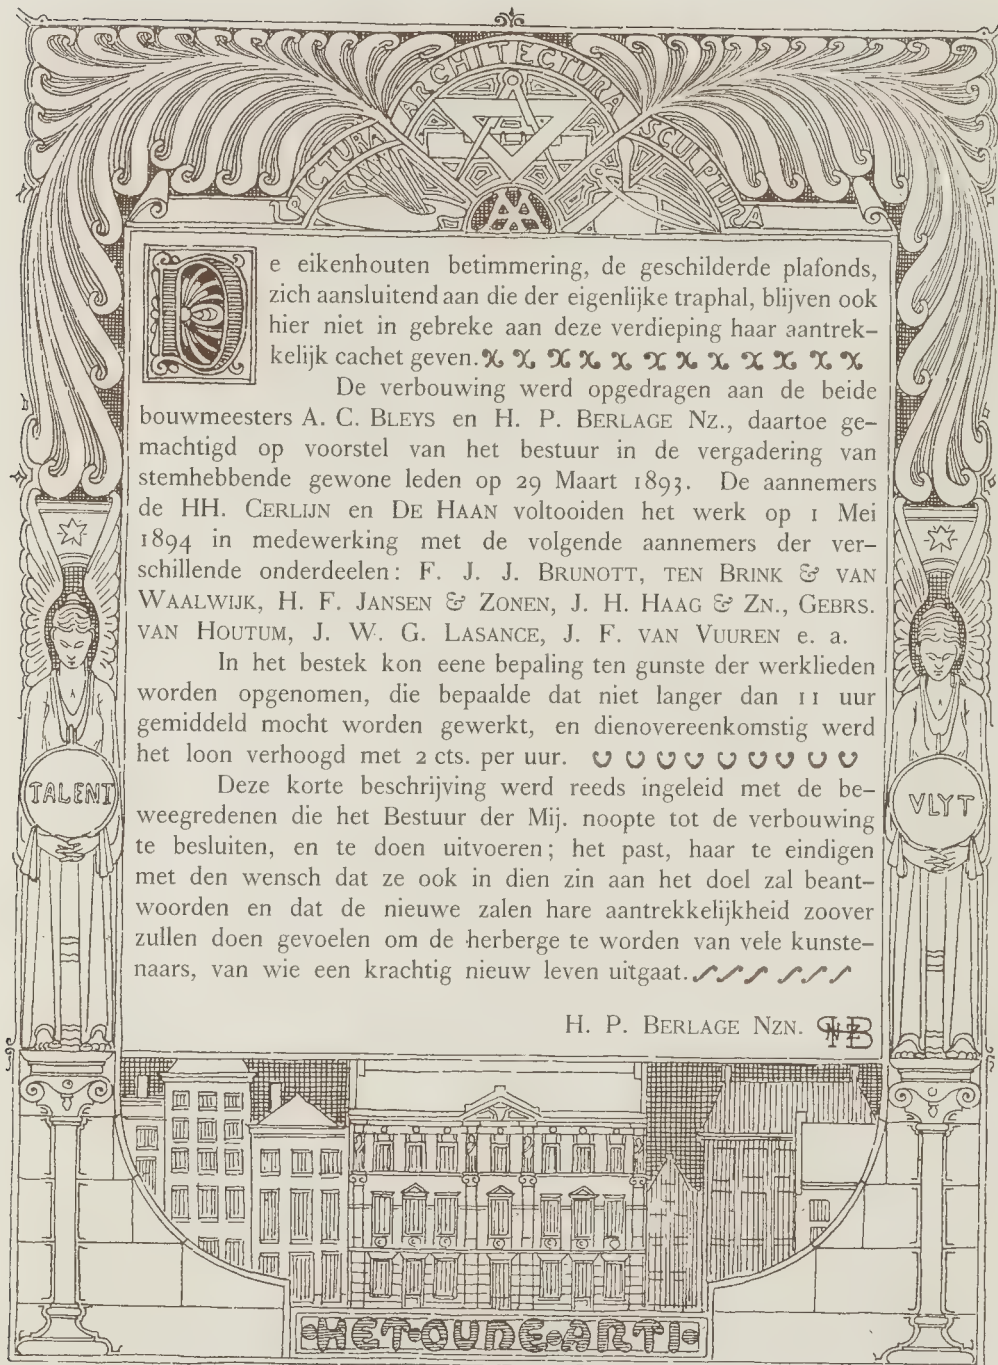 PICTURA ARCHITECTURA SCULPTURA
De eikenhouten betimmering, de geschilderde plafonds,
zich aansluitend aan die der eigenlijke traphal, blijven ook
hier niet in gebreke aan deze verdieping haar aantrek-
kelijk cachet geven.
De verbouwing werd opgedragen aan de beide
bouwmeesters A. C. BLEYS en H. P. BERLAGE NZ., daartoe ge-
machtigd op voorstel van het bestuur in de vergadering van
stemhebbende gewone leden op 29 Maart 1893. De aannemers
de HH. CERLIJN en DE HAAN voltooiden het werk op 1 Mei
1894 in medewerking met de volgende aannemers der ver-
schillende onderdeelen: F. J. J. BRUNOTT, TEN BRINK & VAN
WAALWIJK, H. F. JANSEN & ZONEN, J. H. HAAG & ZN., GEBRS.
VAN HOUTUM, J. W. G. LASANCE, J. F. VAN VUUREN e. a.
In het bestek kon eene bepaling ten gunste der werklieden
worden opgenomen, die bepaalde dat niet langer dan 11 uur
gemiddeld mocht worden gewerkt, en dienovereenkomstig werd
het loon verhoogd met 2 cts. per uur.
Deze korte beschrijving werd reeds ingeleid met de be-
weegredenen die het Bestuur der Mij. noopte tot de verbouwing
te besluiten, en te doen uitvoeren; het past, haar te eindigen
met den wensch dat ze ook in dien zin aan het doel zal beant-
woorden en dat de nieuwe zalen hare aantrekkelijkheid zoover
zullen doen gevoelen om de herberge te worden van vele kunste-
naars, van wie een krachtig nieuw leven uitgaat.
H. P. BERLAGE NZN.
TALENT
VLYT
HET·OUDE·ARTI